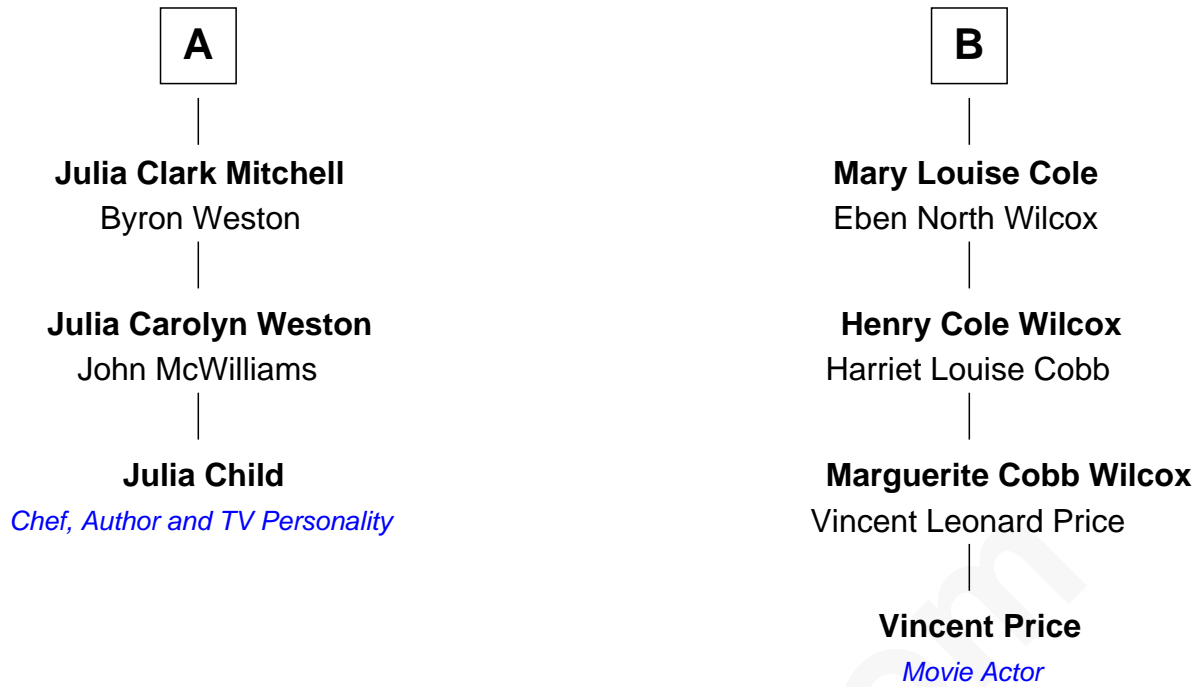 A
Julia Clark Mitchell
Byron Weston
Julia Carolyn Weston
John McWilliams
Julia Child
Chef, Author and TV Personality
B
Mary Louise Cole
Eben North Wilcox
Henry Cole Wilcox
Harriet Louise Cobb
Marguerite Cobb Wilcox
Vincent Leonard Price
Vincent Price
Movie Actor